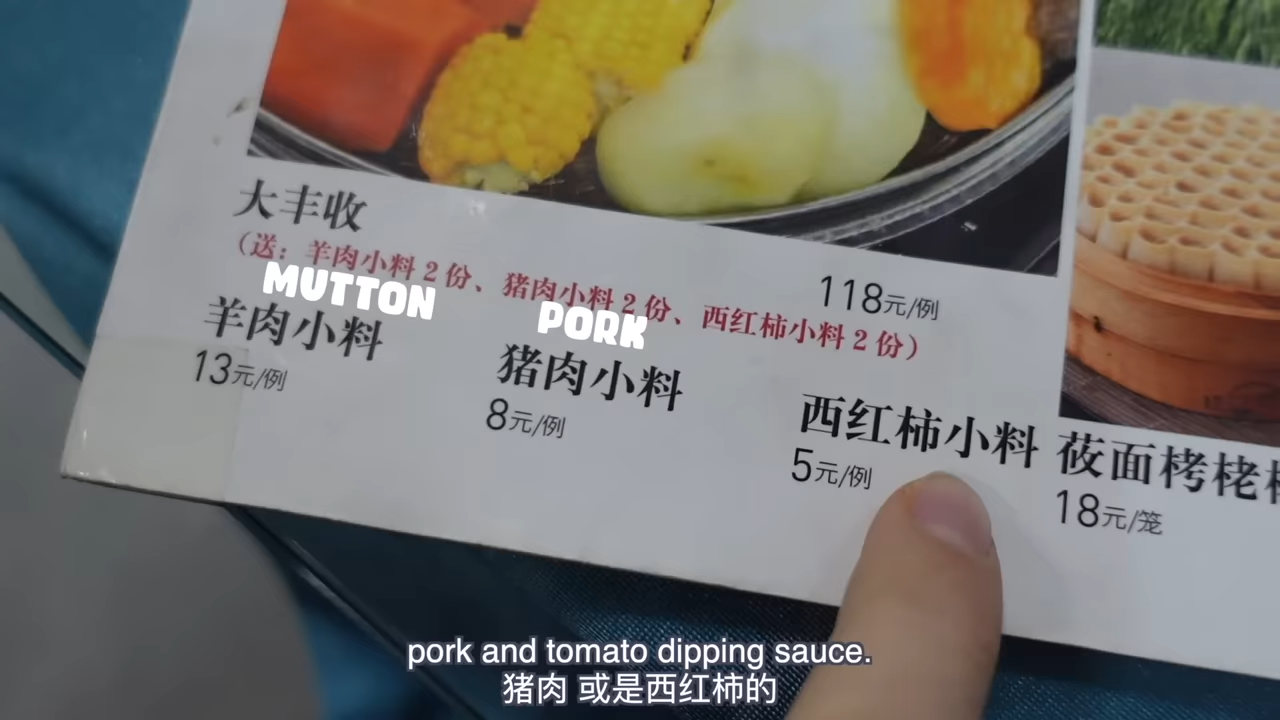 大丰收
（送：羊肉小料2份、猪肉小料2份、西红柿小料2份）
118元/例
MUTTON
羊肉小料
13元/例
PORK
猪肉小料
8元/例
西红柿小料
5元/例
莜面栲栳
18元/笼
pork and tomato dipping sauce.
猪肉 或是西红柿的